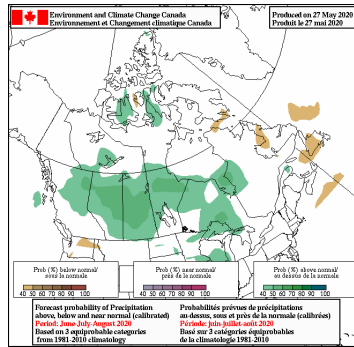 Environment and Climate Change Canada
Environnement et Changement climatique Canada
Produced on 27 May 2020
Produit le 27 mai 2020
Prob (%) below normal/
sous la normale
40 50 60 70 80 90 100
Prob (%) near normal/
près de la normale
40 50 60 70 80 90 100
Prob (%) above normal/
au dessus de la normale
40 50 60 70 80 90 100
Forecast probability of Precipitation
above, below and near normal (calibrated)
Period: June-July-August 2020
Based on 3 equiprobable categories
from 1981-2010 climatology
Probabilités prévues de précipitations
au-dessus, sous et près de la normale (calibrées)
Période: juin-juillet-août 2020
Basé sur 3 catégories équiprobables
de la climatologie 1981-2010